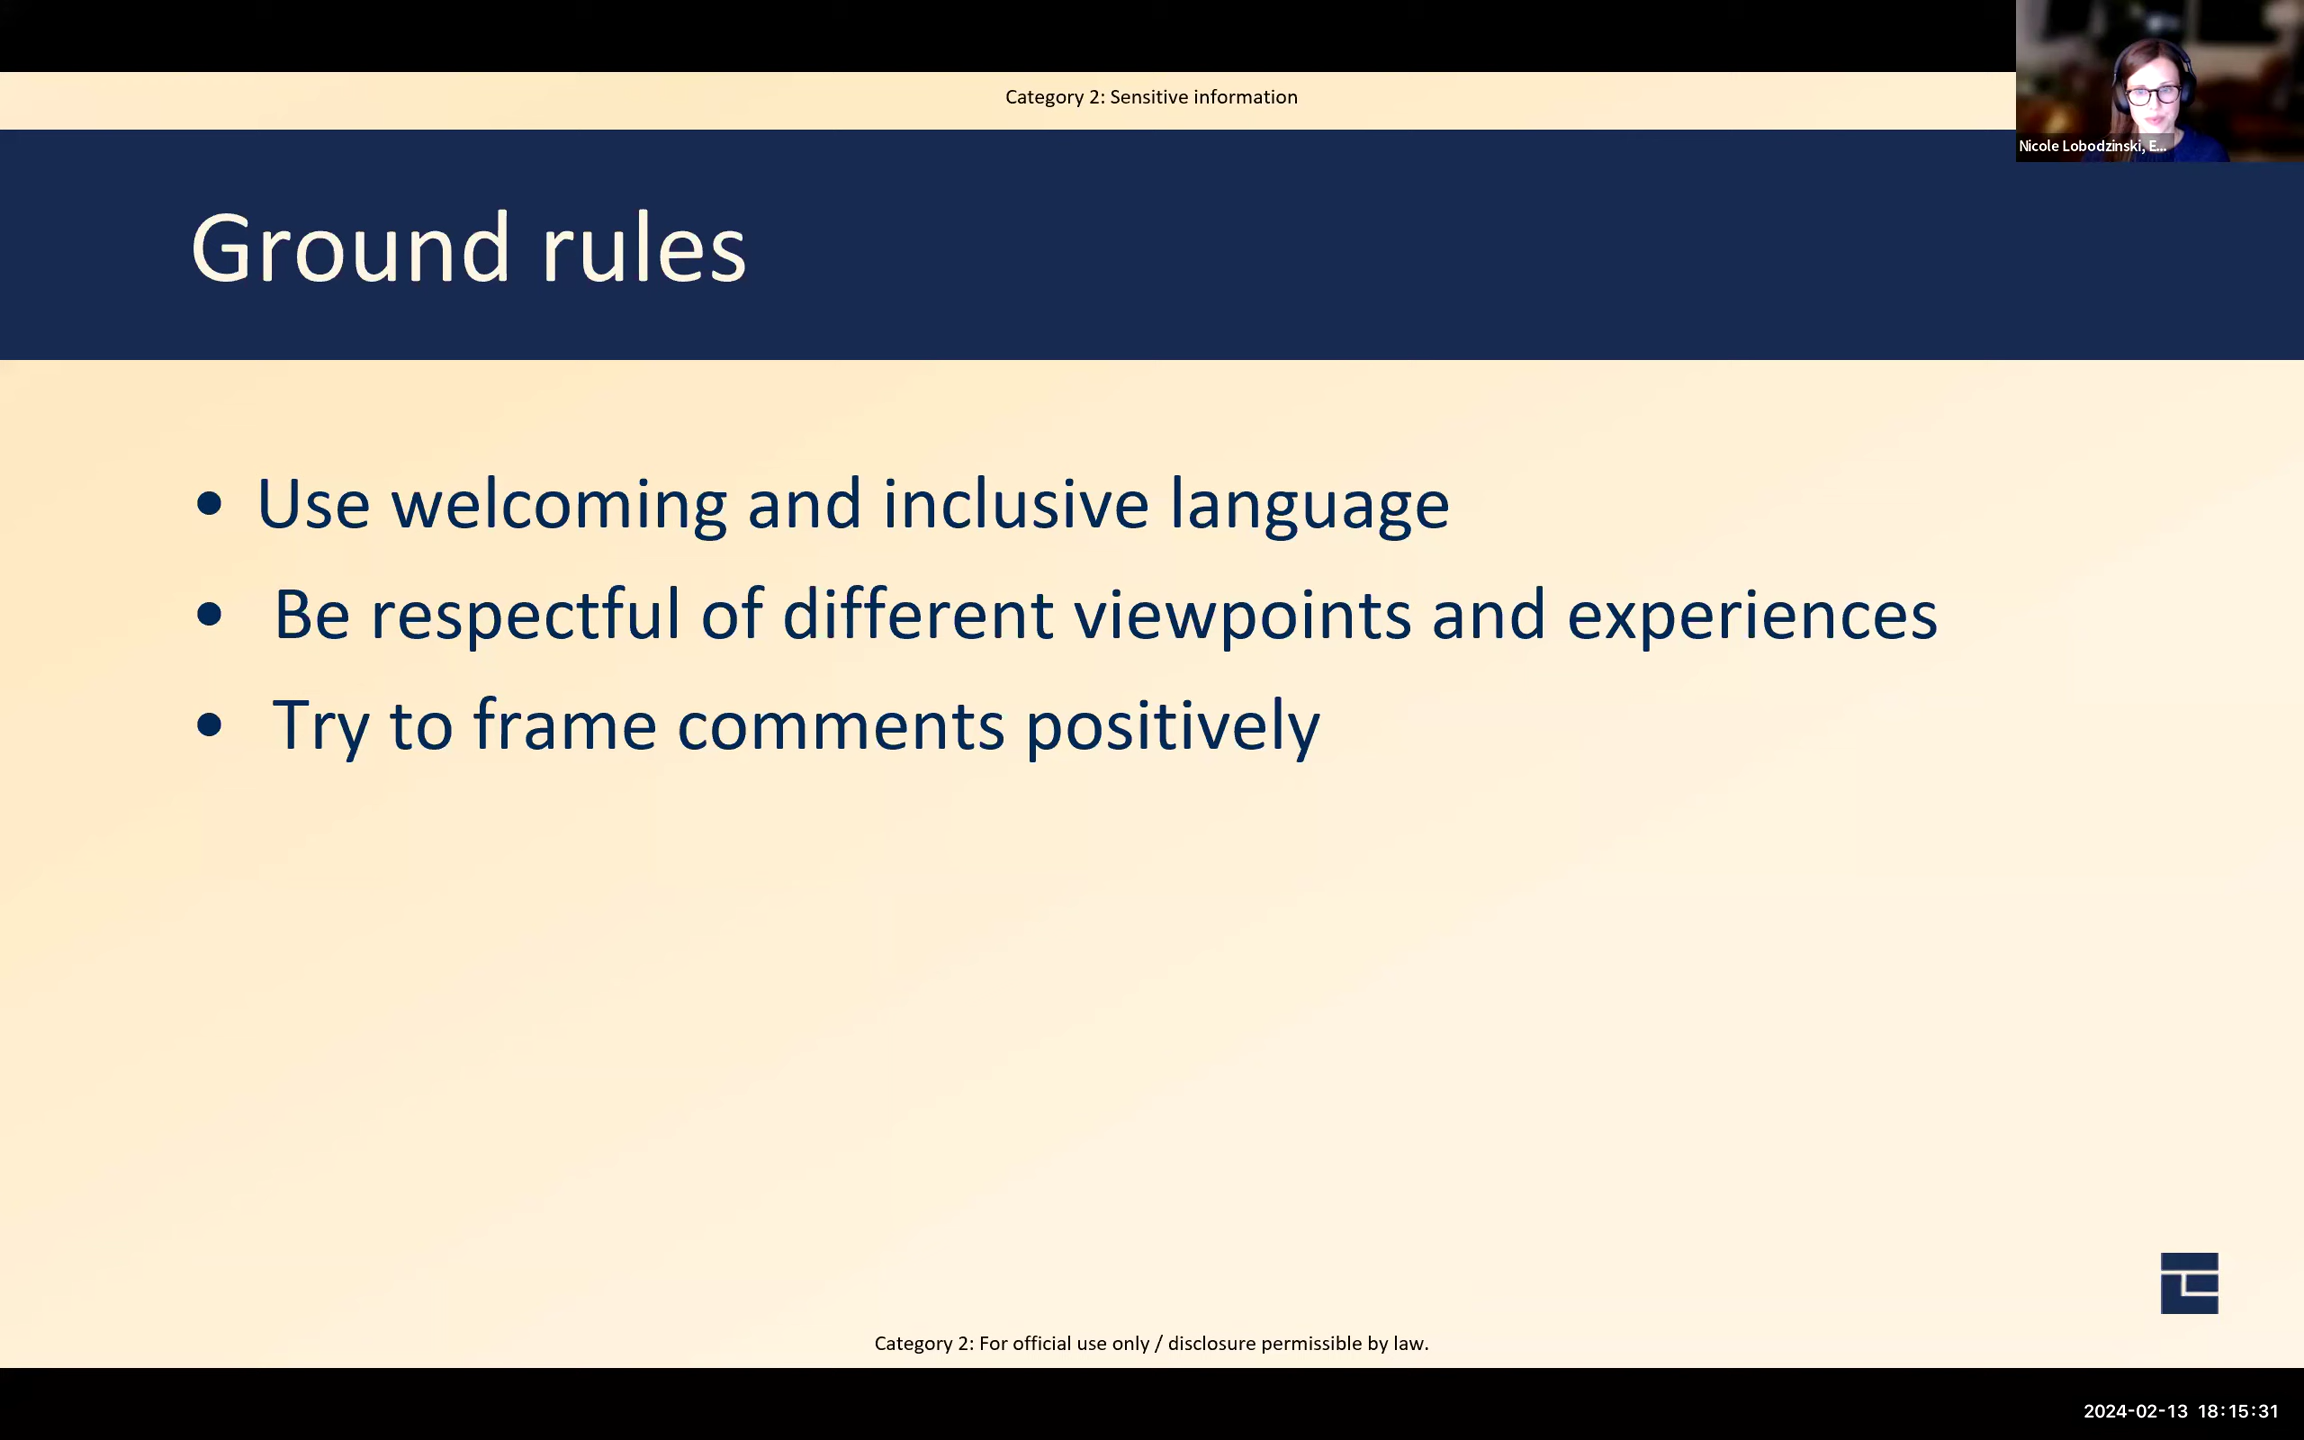 Category 2: Sensitive information
Nicole Lobodzinski, E...
Ground rules
• Use welcoming and inclusive language
• Be respectful of different viewpoints and experiences
• Try to frame comments positively
Category 2: For official use only / disclosure permissible by law.
2024-02-13 18:15:31